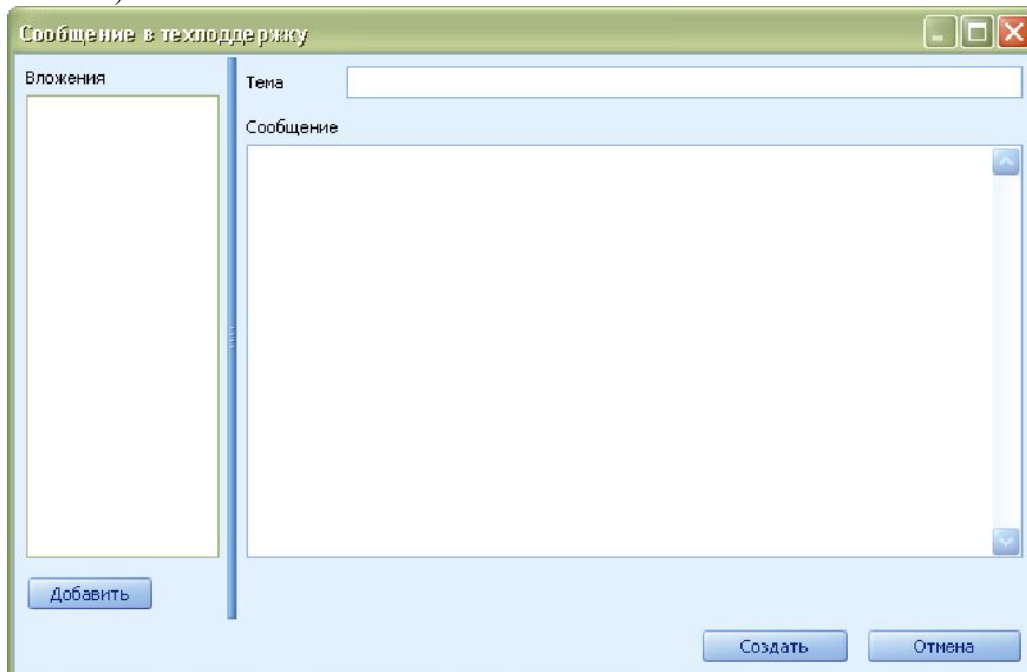 Сообщение в техподдержку
Вложения
Тема
Сообщение
Добавить
Создать
Отмена